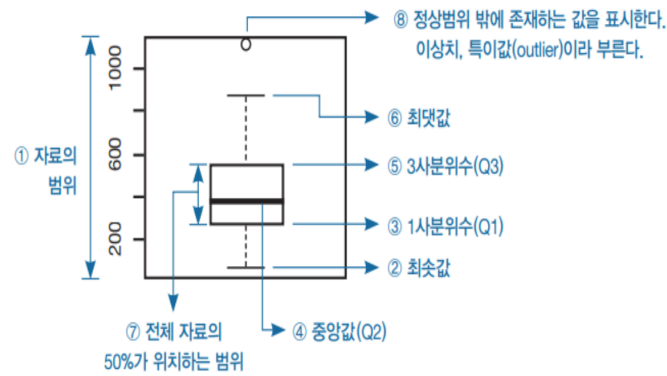 ⑧ 정상범위 밖에 존재하는 값을 표시한다.
이상치, 특이값(outlier)이라 부른다.
1000
600
200
① 자료의
범위
⑥ 최댓값
⑤ 3사분위수(Q3)
③ 1사분위수(Q1)
② 최솟값
⑦ 전체 자료의
50%가 위치하는 범위
④ 중앙값(Q2)